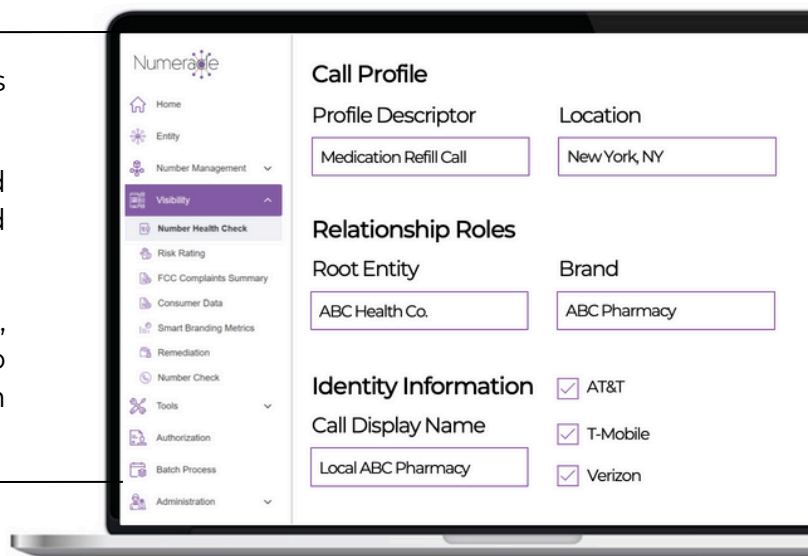 s
d
d
,
o
n
Numeracle
Home
Entity
Number Management
Visibility
Number Health Check
Risk Rating
FCC Complaints Summary
Consumer Data
Smart Branding Metrics
Remediation
Number Check
Tools
Authorization
Batch Process
Administration
Call Profile
Profile Descriptor Location
Medication Refill Call New York, NY
Relationship Roles
Root Entity Brand
ABC Health Co. ABC Pharmacy
Identity Information AT&T
Call Display Name T-Mobile
Local ABC Pharmacy Verizon